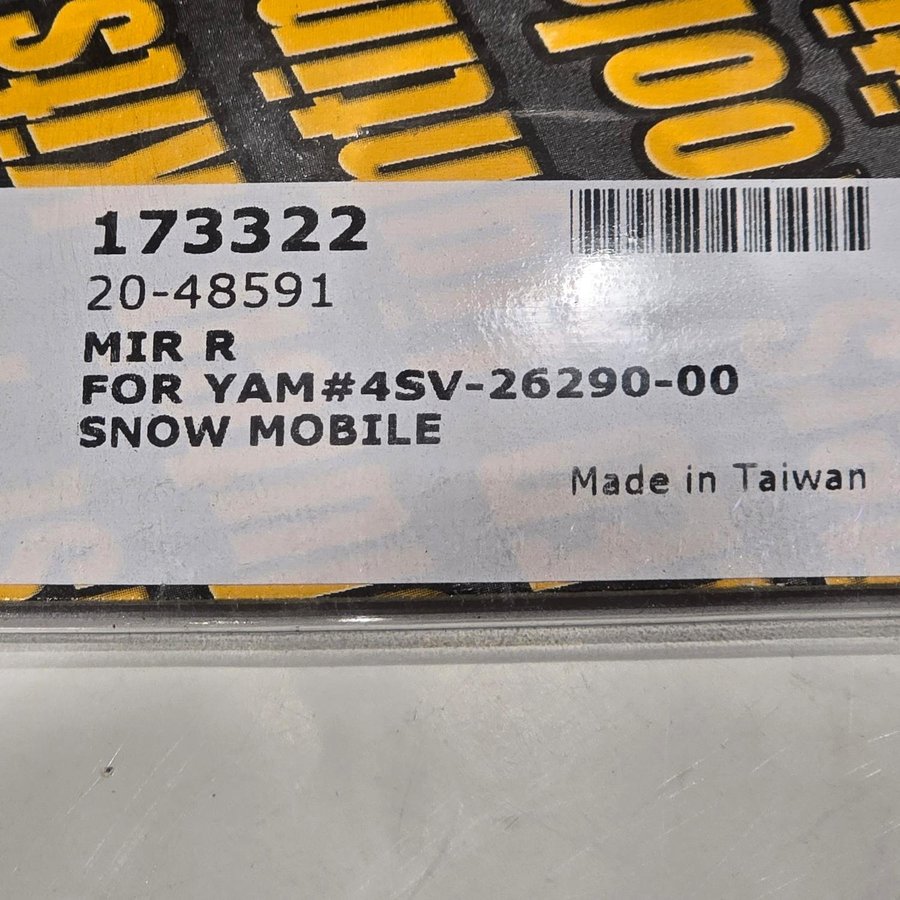 173322
20-48591
MIR R
FOR YAM#4SV-26290-00
SNOW MOBILE
Made in Taiwan